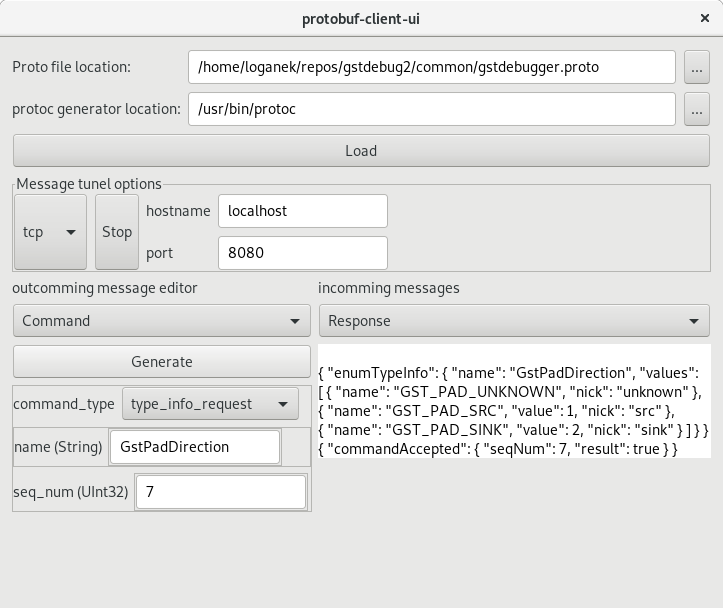 protobuf-client-ui ×
Proto file location: /home/loganek/repos/gstdebug2/common/gstdebugger.proto ...
protoc generator location: /usr/bin/protoc ...
Load
Message tunel options
tcp Stop hostname localhost
port 8080
outcomming message editor incomming messages
Command Response
Generate
{ "enumTypeInfo": { "name": "GstPadDirection", "values":
[ { "name": "GST_PAD_UNKNOWN", "nick": "unknown" },
{ "name": "GST_PAD_SRC", "value": 1, "nick": "src" },
{ "name": "GST_PAD_SINK", "value": 2, "nick": "sink" } ] } }
{ "commandAccepted": { "seqNum": 7, "result": true } }
command_type type_info_request
name (String) GstPadDirection
seq_num (UInt32) 7